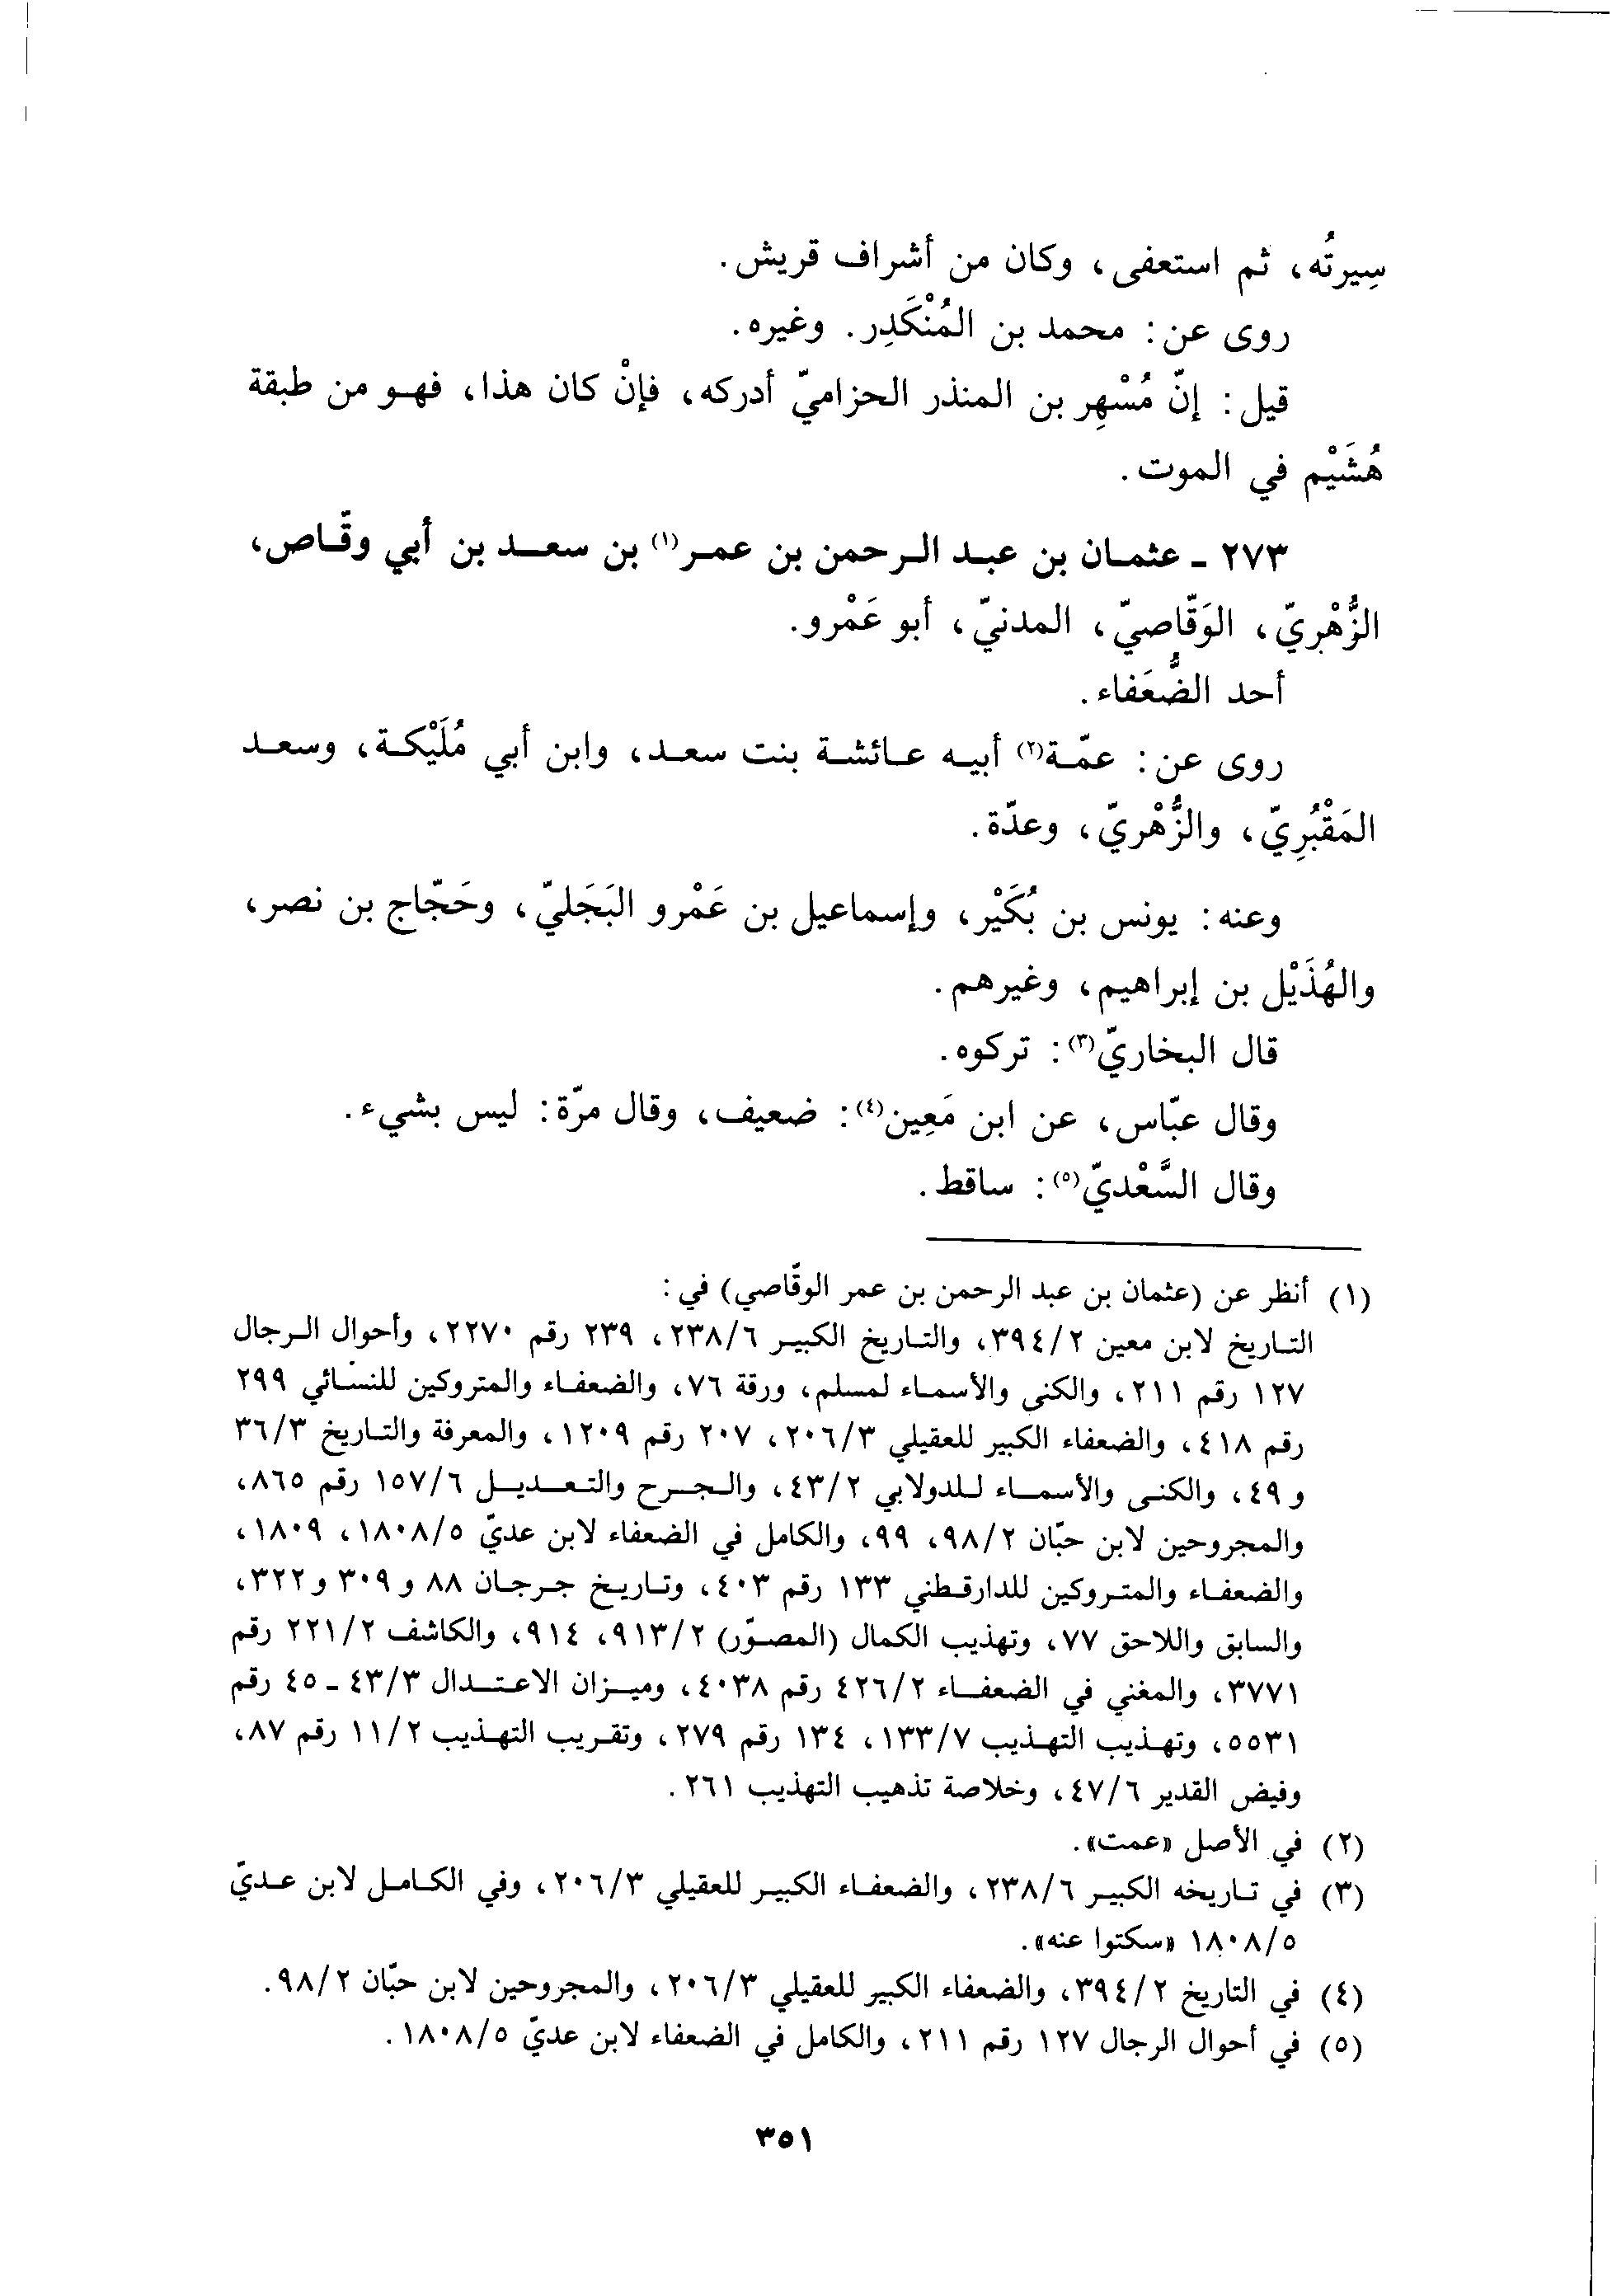 سِيرتُه، ثم استعفى، وكان من أشراف قريش.
روى عن: محمد بن المُنْكَدِر. وغيره.
قيل: إنّ مُسْهِر بن المنذر الحزاميّ أدركه، فإنْ كان هذا، فهو من طبقة
هُشَيْم في الموت.
٢٧٣ ـ عثمان بن عبد الرحمن بن عمر(١) بن سعد بن أبي وقّاص،
الزُّهْريّ، الوَقّاصيّ، المدنيّ، أبو عَمْرو.
أحد الضُّعَفاء.
روى عن: عمّة(٢) أبيه عائشة بنت سعد، وابن أبي مُلَيْكة، وسعد
المَقْبُرِيّ، والزُّهْريّ، وعدّة.
وعنه: يونس بن بُكَيْر، وإسماعيل بن عَمْرو البَجَليّ، وحَجّاج بن نصر،
والهُذَيْل بن إبراهيم، وغيرهم.
قال البخاريّ(٣): تركوه.
وقال عبّاس، عن ابن مَعِين(٤): ضعيف، وقال مرّة: ليس بشيء.
وقال السَّعْديّ(٥): ساقط.
(١) أنظر عن (عثمان بن عبد الرحمن بن عمر الوقّاصي) في:
التاريخ لابن معين ٣٩٤/٢، والتاريخ الكبير ٢٣٨/٦، ٢٣٩ رقم ٢٢٧٠، وأحوال الرجال
١٢٧ رقم ٢١١، والكنى والأسماء لمسلم، ورقة ٧٦، والضعفاء والمتروكين للنسائي ٢٩٩
رقم ٤١٨، والضعفاء الكبير للعقيلي ٢٠٦/٣، ٢٠٧ رقم ١٢٠٩، والمعرفة والتاريخ ٣٦/٣
و ٤٩، والكنى والأسماء للدولابي ٤٣/٢، والجرح والتعديل ١٥٧/٦ رقم ٨٦٥،
والمجروحين لابن حبّان ٩٨/٢، ٩٩، والكامل في الضعفاء لابن عديّ ١٨٠٨/٥، ١٨٠٩،
والضعفاء والمتروكين للدارقطني ١٣٣ رقم ٤٠٣، وتاريخ جرجان ٨٨ و ٣٠٩ و ٣٢٢،
والسابق واللاحق ٧٧، وتهذيب الكمال (المصوّر) ٩١٣/٢، ٩١٤، والكاشف ٢٢١/٢ رقم
٣٧٧١، والمغني في الضعفاء ٤٢٦/٢ رقم ٤٠٣٨، وميزان الاعتدال ٤٣/٣ ـ ٤٥ رقم
٥٥٣١، وتهذيب التهذيب ١٣٣/٧، ١٣٤ رقم ٢٧٩، وتقريب التهذيب ١١/٢ رقم ٨٧،
وفيض القدير ٤٧/٦، وخلاصة تذهيب التهذيب ٢٦١.
(٢) في الأصل «عمت».
(٣) في تاريخه الكبير ٢٣٨/٦، والضعفاء الكبير للعقيلي ٢٠٦/٣، وفي الكامل لابن عديّ
١٨٠٨/٥ «سكتوا عنه».
(٤) في التاريخ ٣٩٤/٢، والضعفاء الكبير للعقيلي ٢٠٦/٣، والمجروحين لابن حبّان ٩٨/٢.
(٥) في أحوال الرجال ١٢٧ رقم ٢١١، والكامل في الضعفاء لابن عديّ ١٨٠٨/٥.
٣٥١